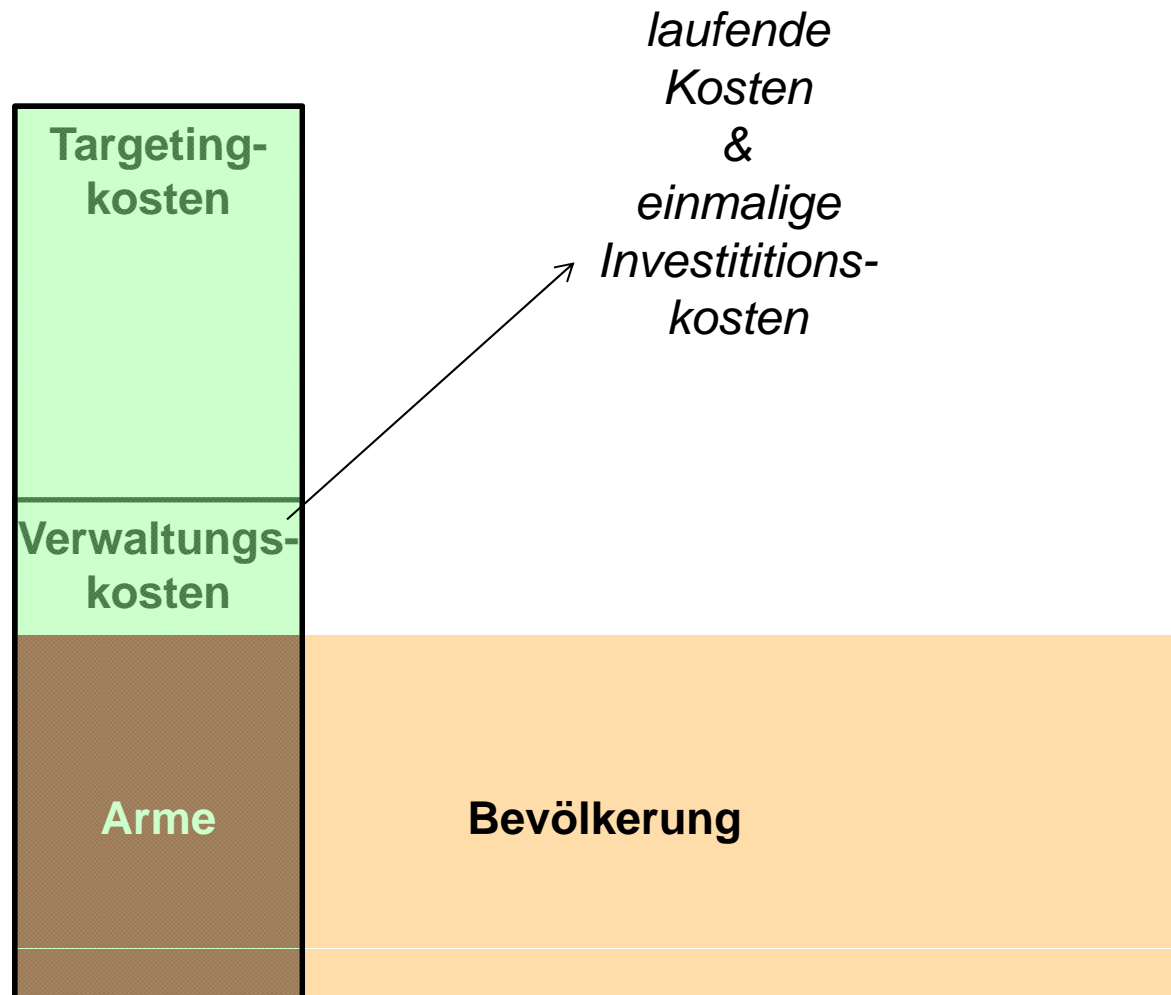 laufende
Kosten
&
einmalige
Investititions-
kosten
Targeting-
kosten
Verwaltungs-
kosten
Arme
Bevölkerung